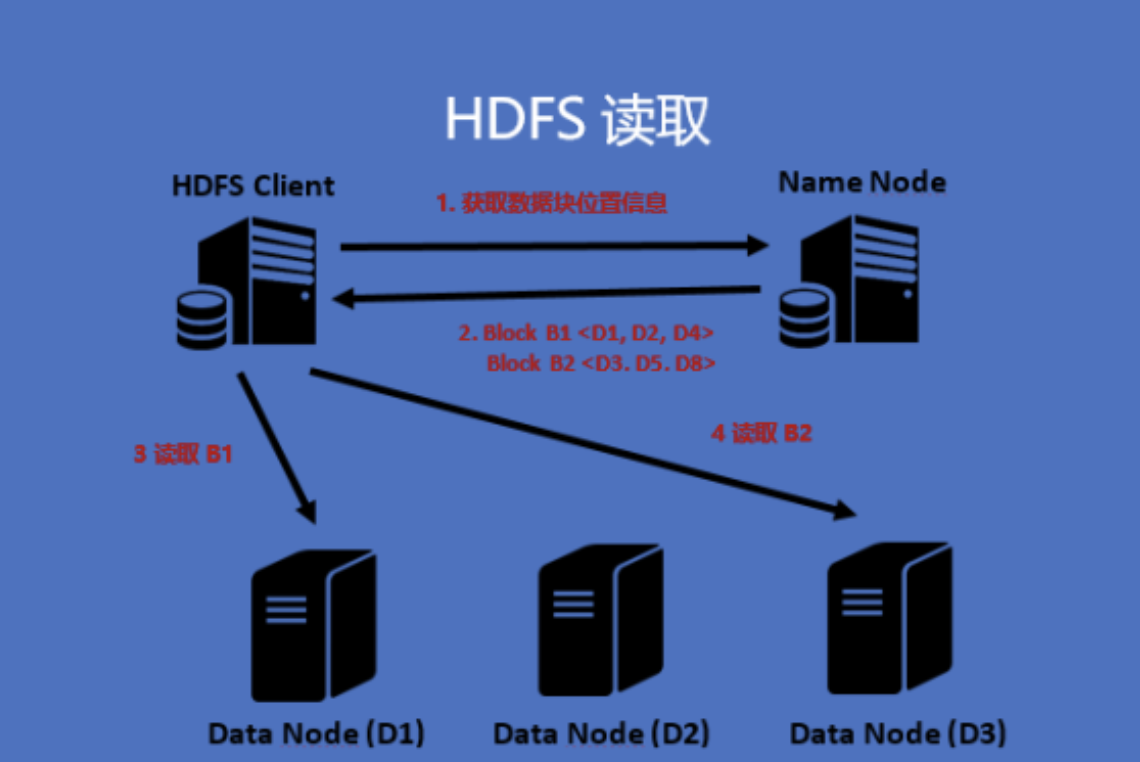 HDFS 读取
HDFS Client
Name Node
1. 获取数据块位置信息
2. Block B1 <D1, D2, D4>
Block B2 <D3. D5. D8>
3 读取 B1
4 读取 B2
Data Node (D1)
Data Node (D2)
Data Node (D3)